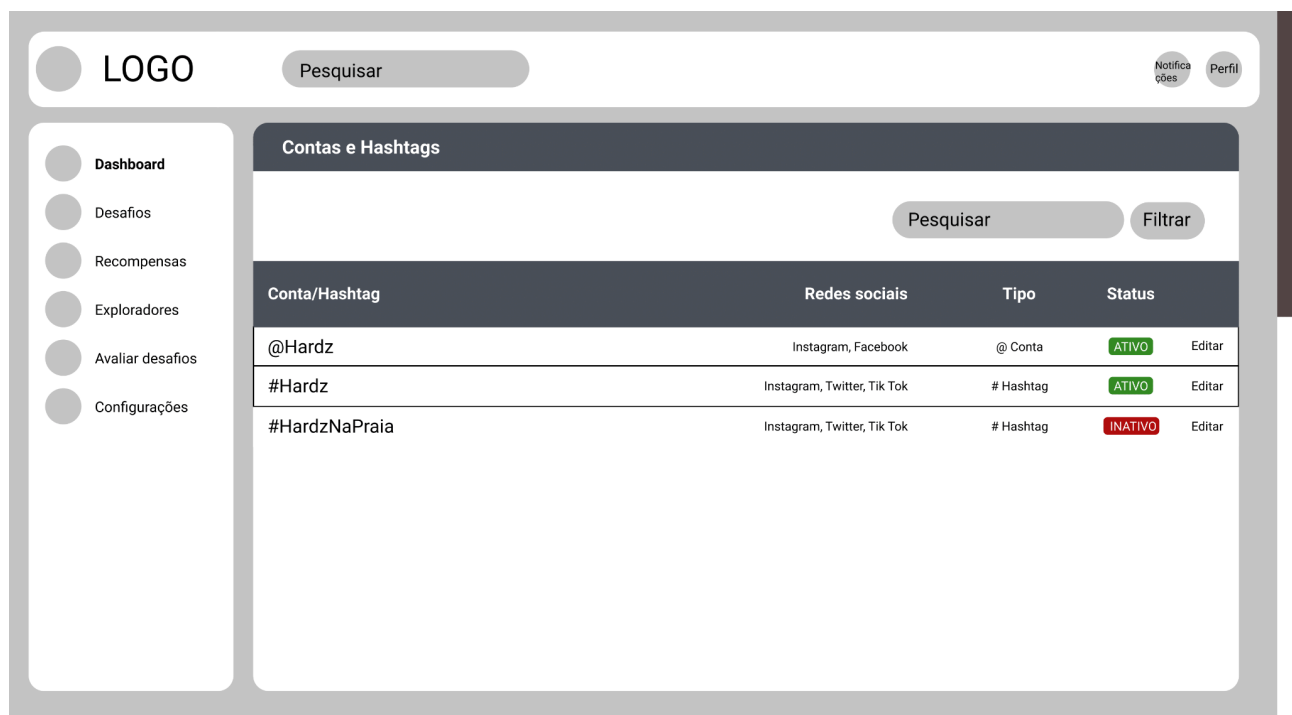 LOGO
Pesquisar
Notifica
ções
Perfil
Dashboard
Desafios
Recompensas
Exploradores
Avaliar desafios
Configurações
Contas e Hashtags
Pesquisar
Filtrar
Conta/Hashtag Redes sociais Tipo Status
@Hardz Instagram, Facebook @ Conta ATIVO Editar
#Hardz Instagram, Twitter, Tik Tok # Hashtag ATIVO Editar
#HardzNaPraia Instagram, Twitter, Tik Tok # Hashtag INATIVO Editar